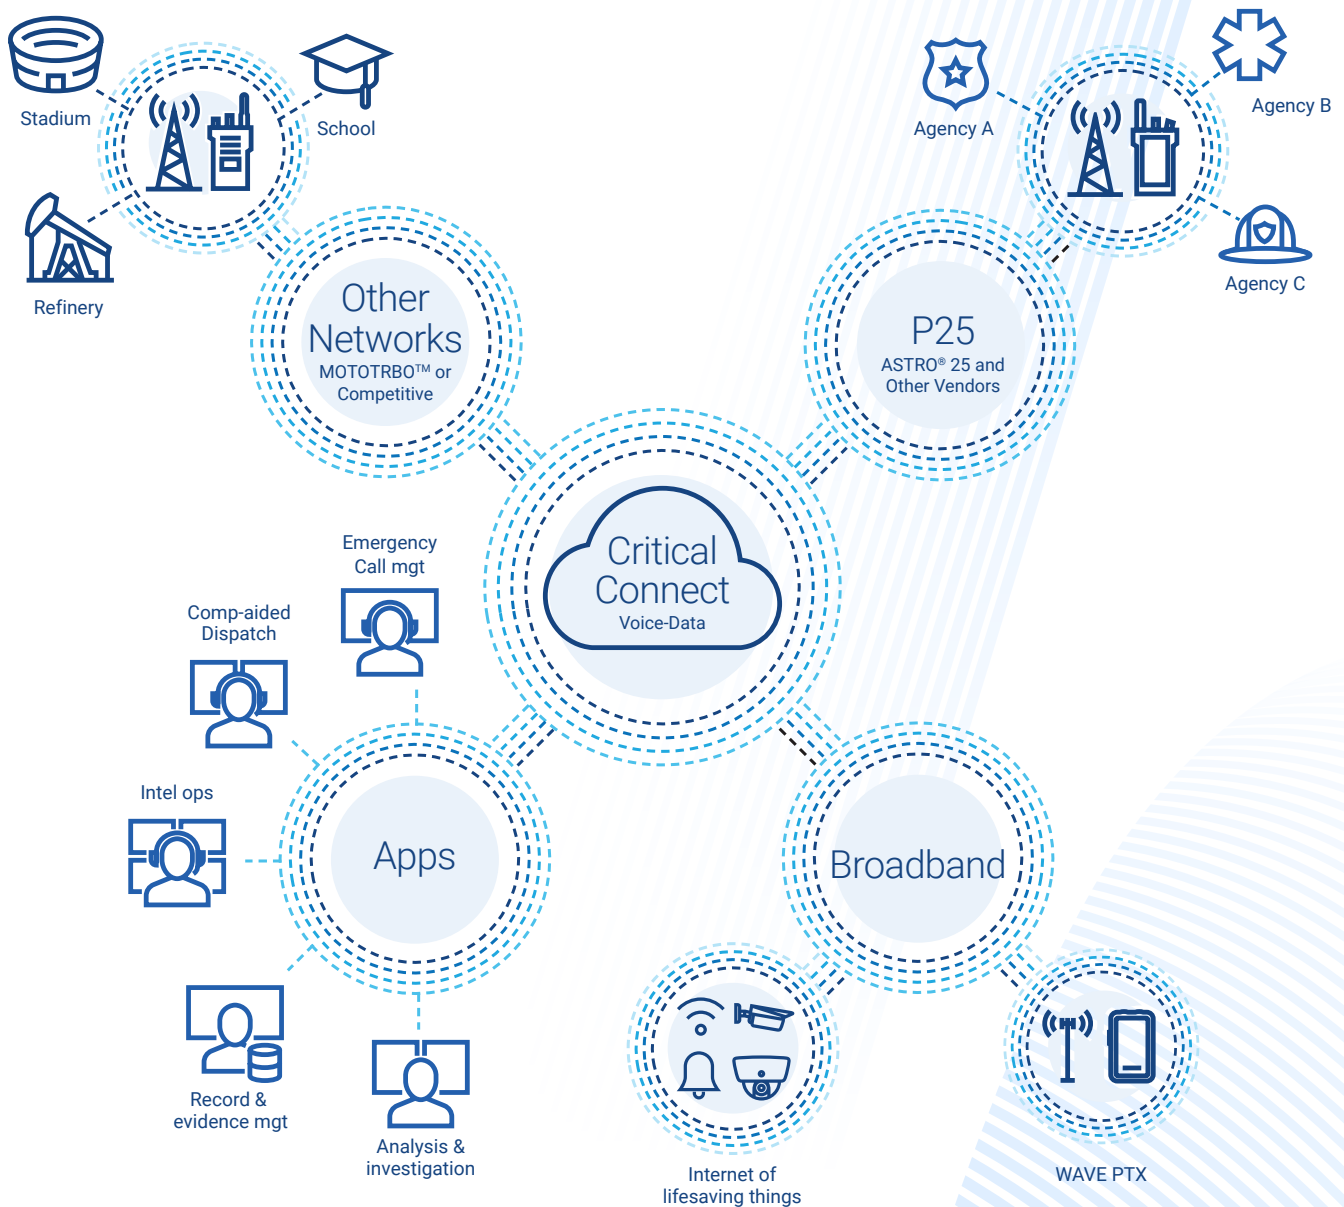 Stadium
School
Refinery
Other
Networks
MOTOTRBO™ or
Competitive
Agency A
Agency B
Agency C
P25
ASTRO® 25 and
Other Vendors
Critical
Connect
Voice-Data
Emergency
Call mgt
Comp-aided
Dispatch
Intel ops
Apps
Record &
evidence mgt
Analysis &
investigation
Broadband
Internet of
lifesaving things
WAVE PTX